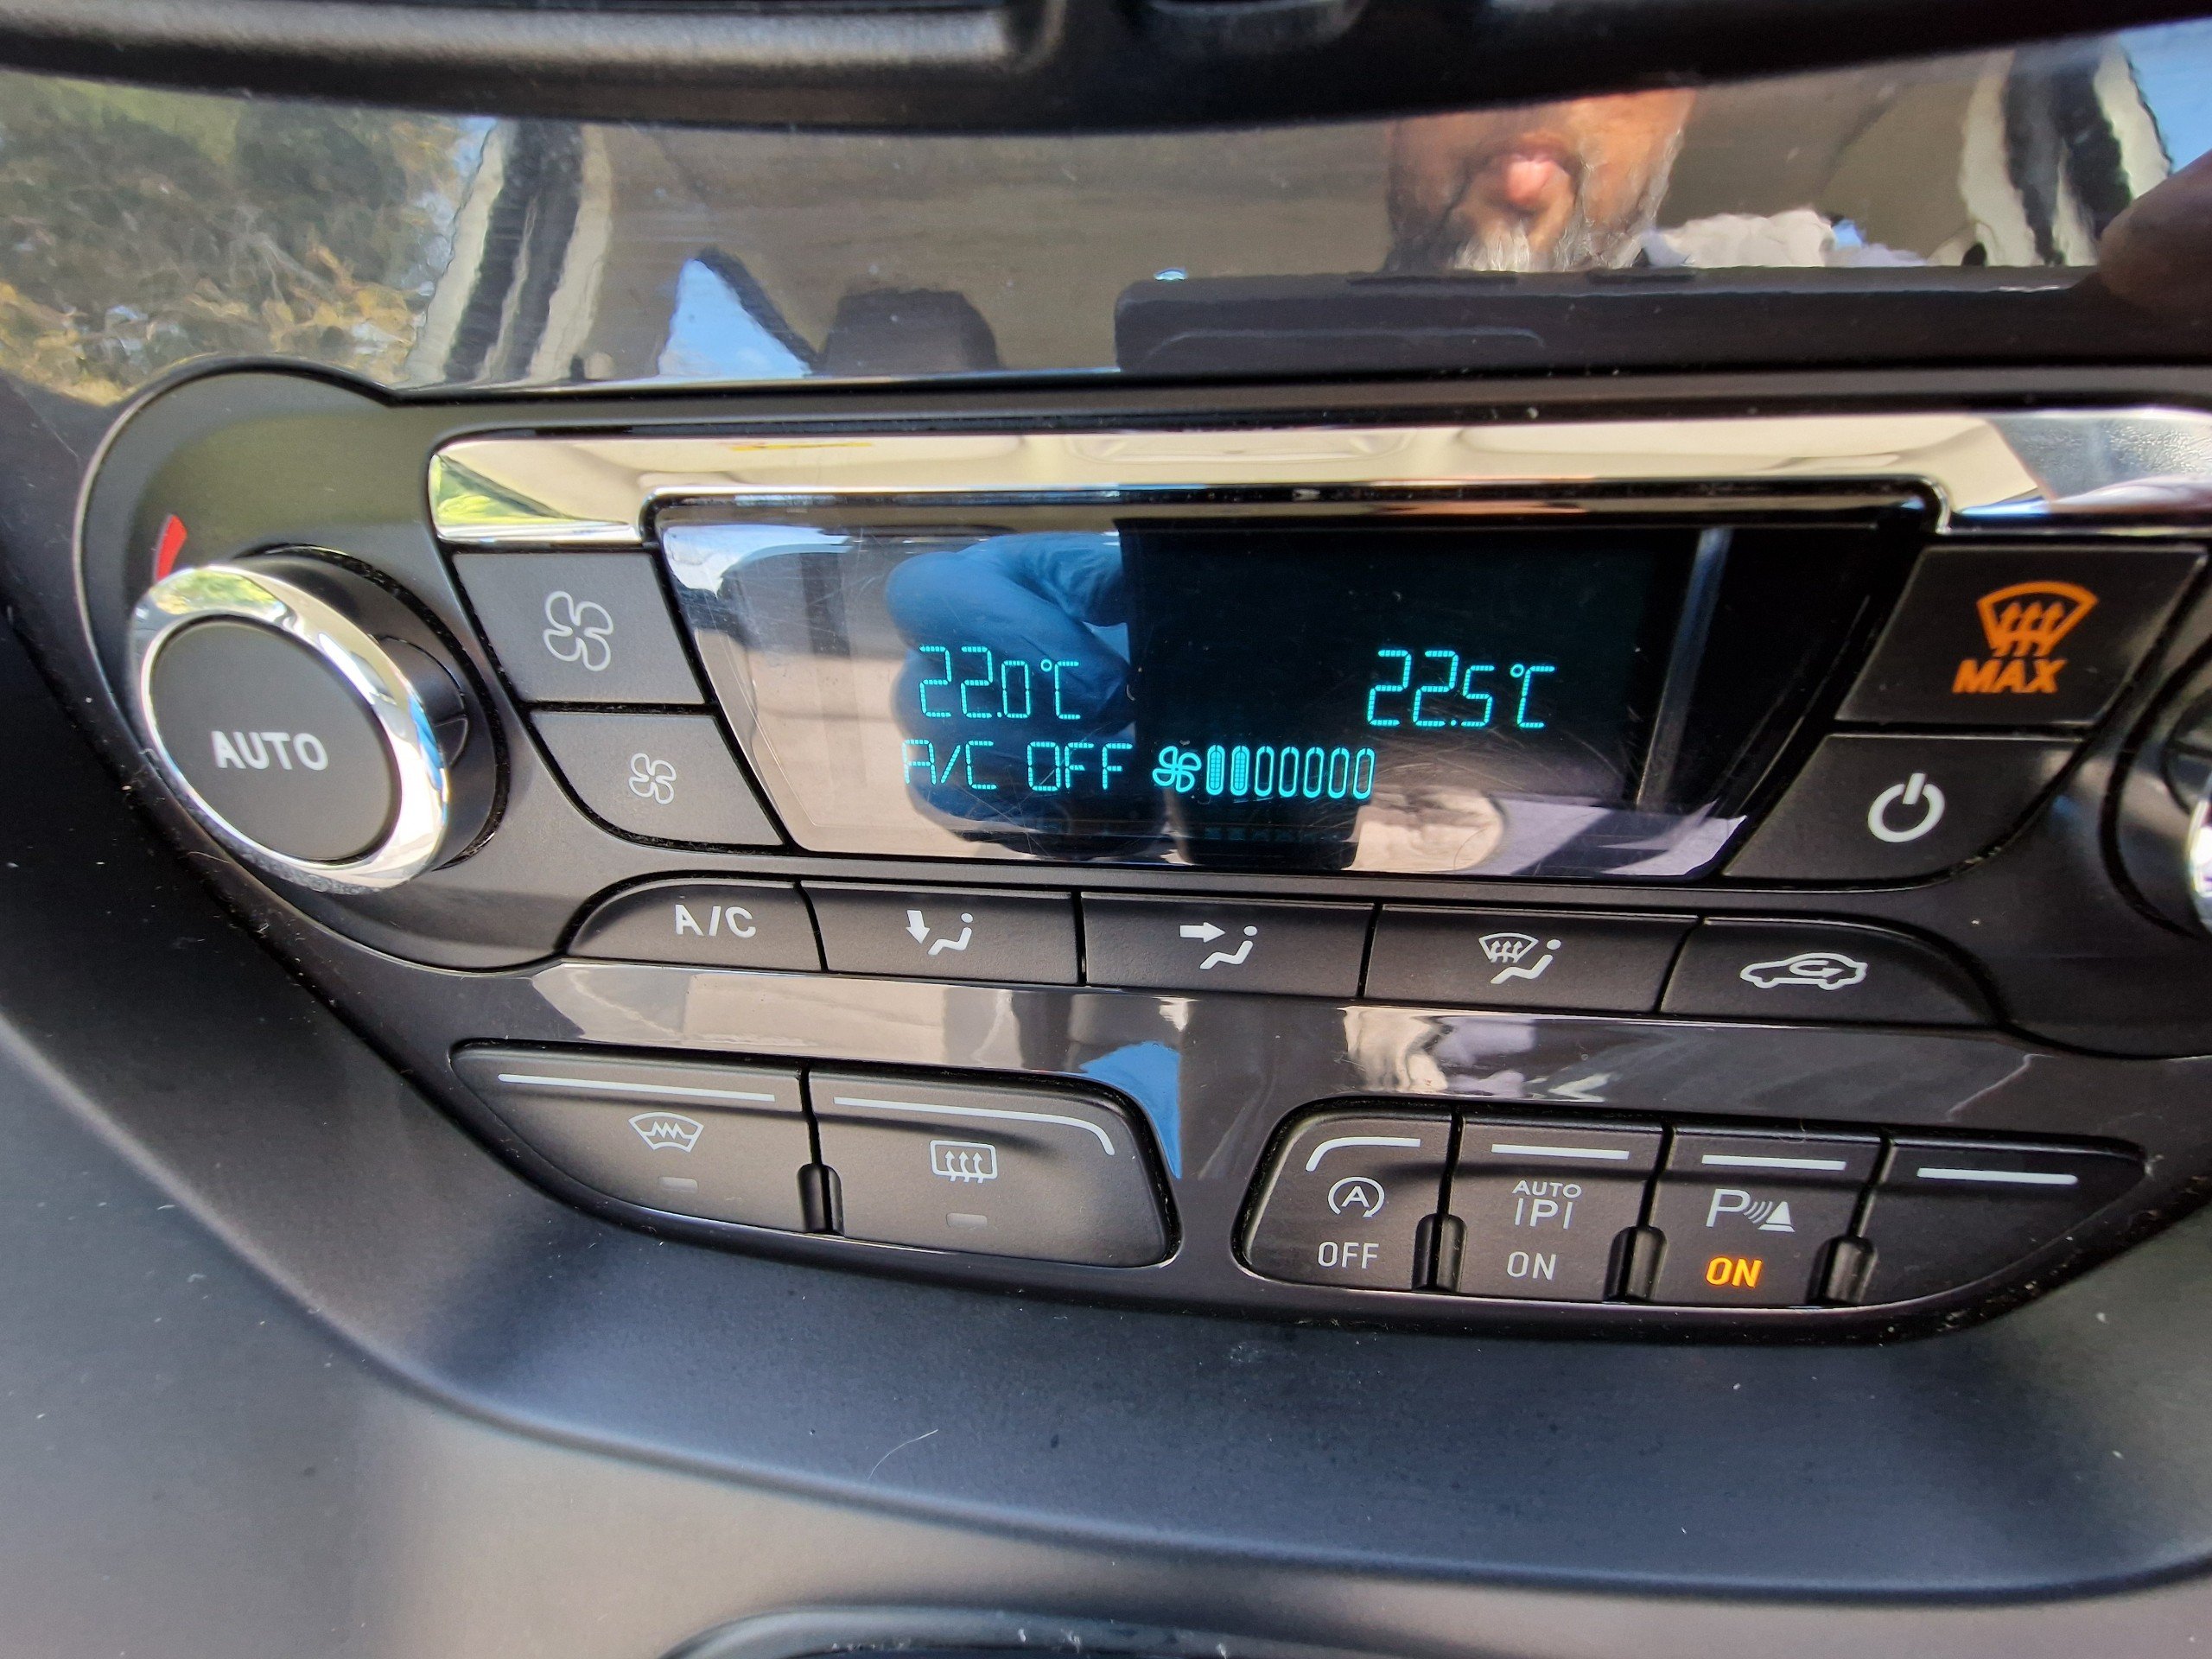 MAX
22.0°C 22.5°C
AUTO
A/C OFF
A/C
AUTO
P
A
P
OFF
ON
ON